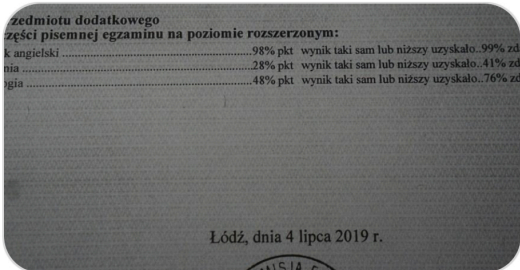 rzedmiotu dodatkowego
zęści pisemnej egzaminu na poziomie rozszerzonym:
k angielski ........................................................98% pkt wynik taki sam lub niższy uzyskało..99% zd
nia ..................................................................28% pkt wynik taki sam lub niższy uzyskało..41% zd
ogia .................................................................48% pkt wynik taki sam lub niższy uzyskało..76% zd
Łódź, dnia 4 lipca 2019 r.